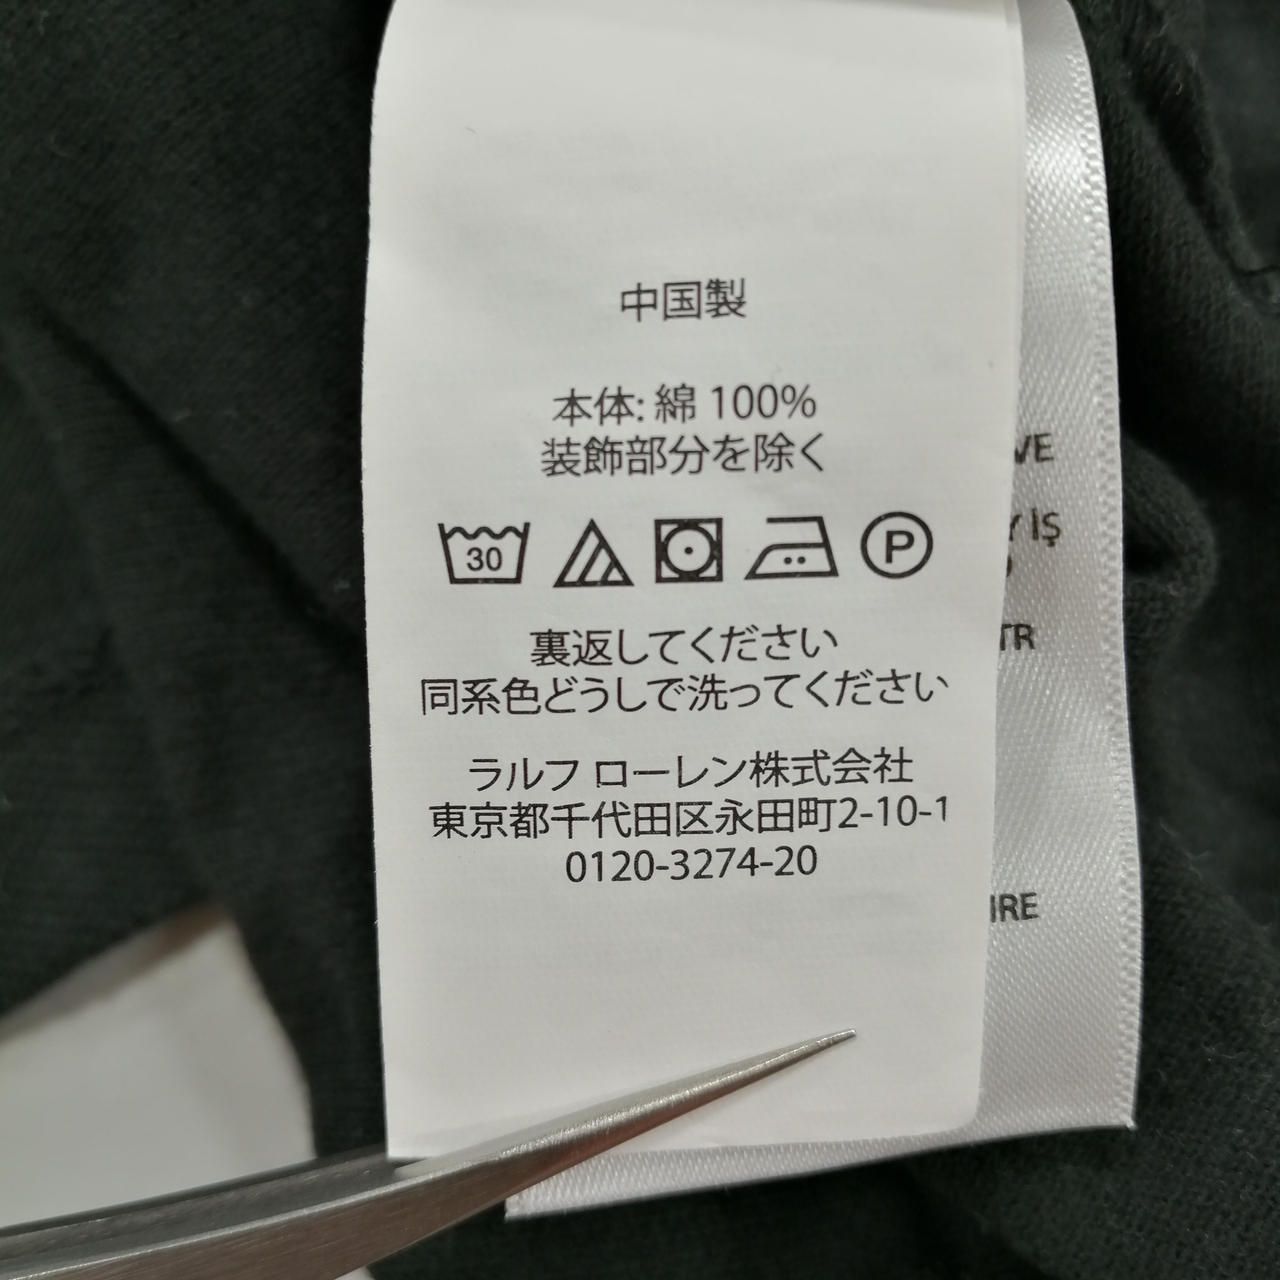 中国製
本体: 綿 100%
装飾部分を除く
30
P
裏返してください
同系色どうしで洗ってください
ラルフ ローレン株式会社
東京都千代田区永田町2-10-1
0120-3274-20
VE
Y İŞ
TR
IRE